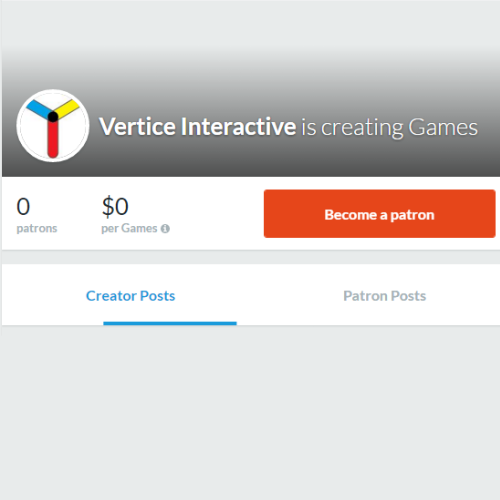 Vertice Interactive is creating Games
0 $0 Become a patron
patrons per Games
Creator Posts Patron Posts